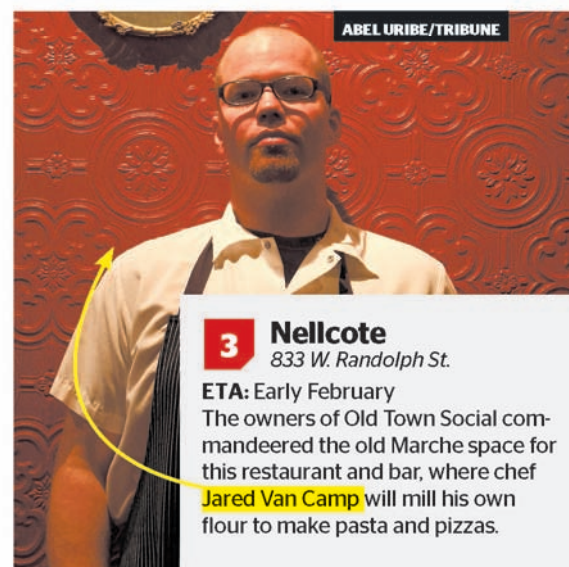 ABEL URIBE/TRIBUNE
3 Nellcote
833 W. Randolph St.
ETA: Early February
The owners of Old Town Social com-
mandeered the old Marche space for
this restaurant and bar, where chef
Jared Van Camp will mill his own
flour to make pasta and pizzas.